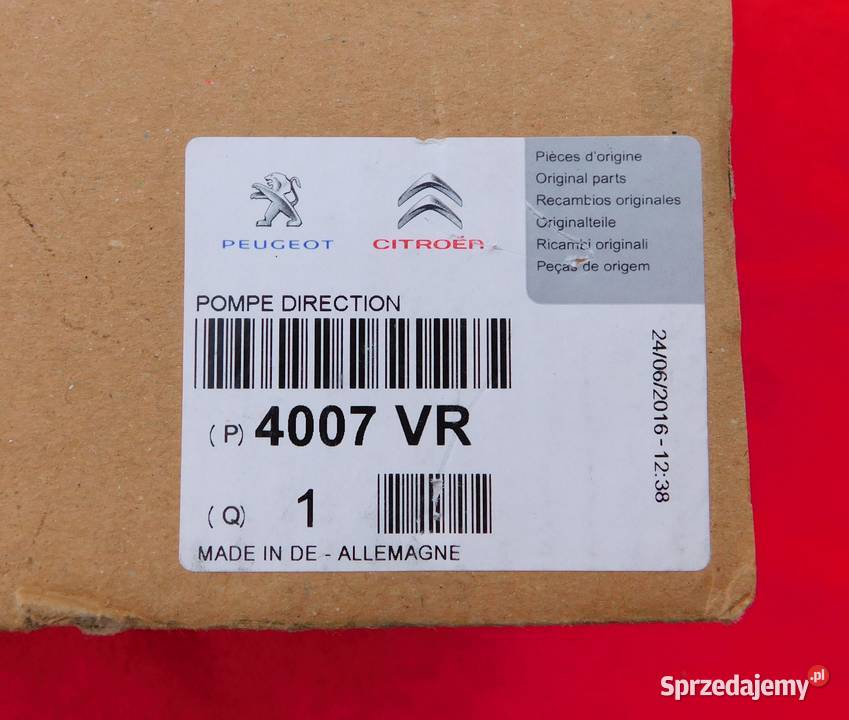 PEUGEOT
CITROËN
Pièces d'origine
Original parts
Recambios originales
Originalteile
Ricambi originali
Peças de origem
POMPE DIRECTION
(P) 4007 VR
(Q) 1
MADE IN DE - ALLEMAGNE
24/06/2016 - 12:38
Sprzedajemy.pl